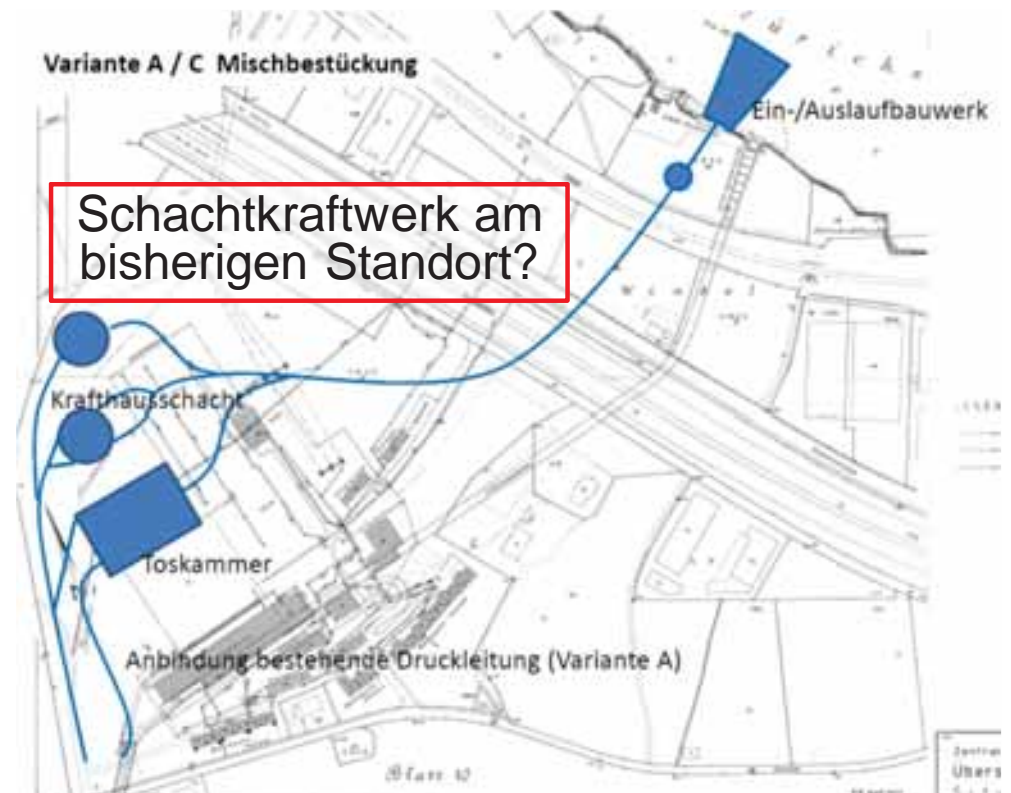 Variante A / C Mischbestückung
Ein-/Auslaufbauwerk
Schachtkraftwerk am
bisherigen Standort?
Krafthausschacht
Toskammer
Anbindung bestehende Druckleitung (Variante A)